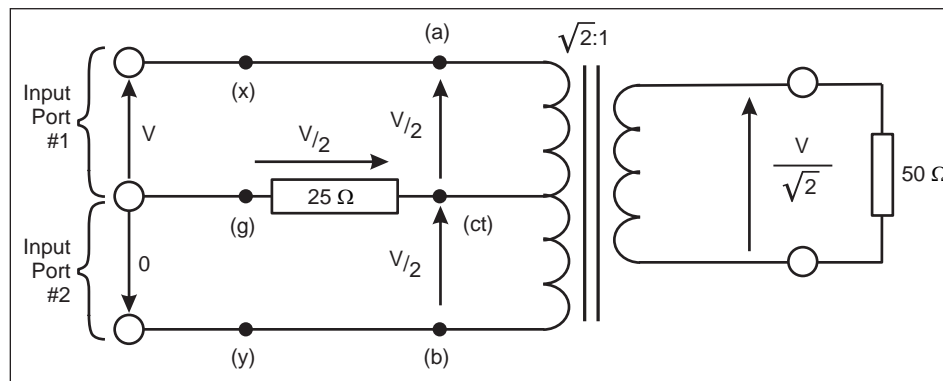 (a)
√2:1
Input
Port
#1
(x)
V
V/2
V/2
V
√2
50 Ω
25 Ω
(g)
(ct)
Input
Port
#2
0
V/2
(y)
(b)